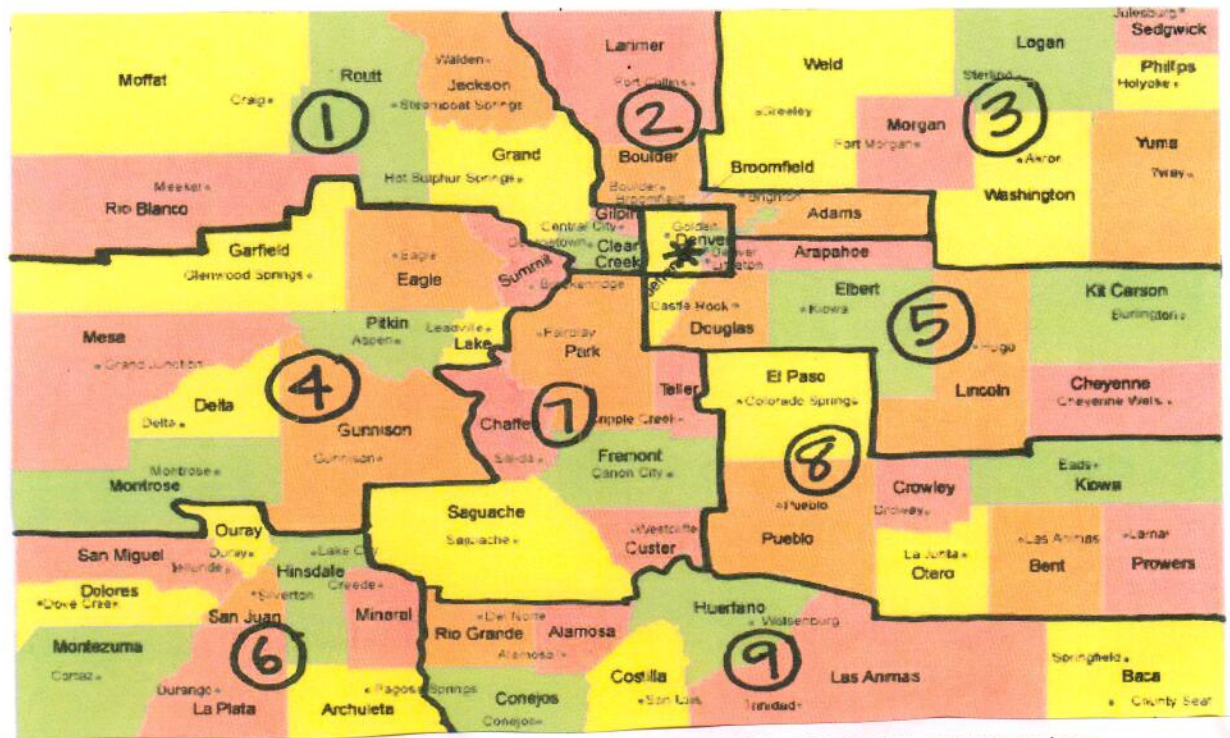 Julesburg
Sedgwick
Larimer
Logan
Moffat
Routt
Walden
Jackson
Weld
Phillips
Craig
Steamboat Springs
Fort Collins
Sterling
Holyoke
①
②
③
Greeley
Morgan
Fort Morgan
Yuma
Grand
Boulder
Akron
Hot Sulphur Springs
Broomfield
Washington
Meeker
Rio Blanco
Boulder
Broomfield
Brighton
Gilpin
Adams
Central City
Golden
Denver
Garfield
Georgetown
Clear
Creek
Denver
Littleton
Arapahoe
Glenwood Springs
Eagle
Eagle
Summit
Breckenridge
Elbert
Kit Carson
Castle Rock
Kiowa
Burlington
Mesa
Pitkin
Leadville
Fairplay
Douglas
⑤
Aspen
Lake
Park
Hugo
Grand Junction
④
Teller
El Paso
Lincoln
Cheyenne
Delta
Colorado Springs
Cheyenne Wells
Delta
Gunnison
Chaffee
⑦
Cripple Creek
Gunnison
Salida
Fremont
Canon City
⑧
Montrose
Montrose
Eads
Kiowa
Crowley
Ordway
Pueblo
Pueblo
Ouray
Saguache
Saguache
Westcliffe
Custer
Ouray
San Miguel
Telluride
Lake City
Hinsdale
Creede
La Junta
Otero
Las Animas
Bent
Lamar
Prowers
Dolores
Dove Creek
Silverton
San Juan
Mineral
Del Norte
Rio Grande
Alamosa
Alamosa
Huerfano
Walsenburg
Montezuma
Cortez
⑥
⑨
Costilla
San Luis
Las Animas
Springfield
Baca
Durango
La Plata
Pagosa Springs
Archuleta
Conejos
Conejos
Trinidad
County Seat